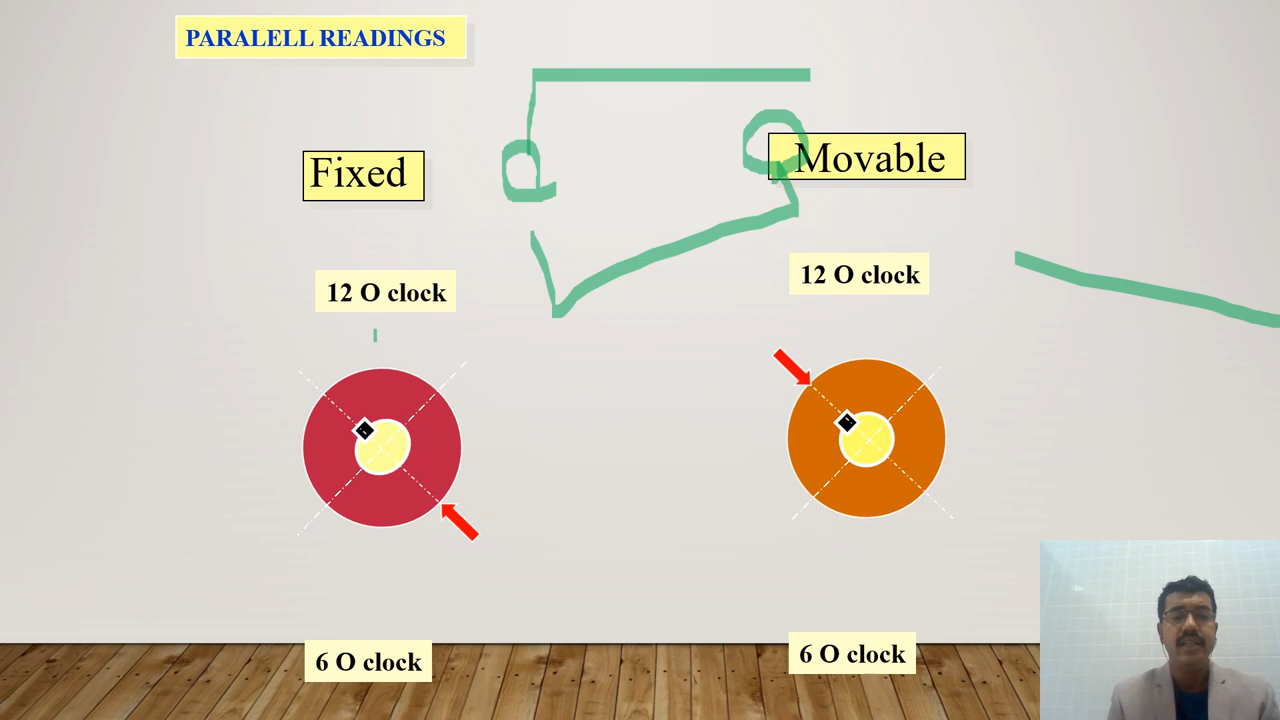 PARALELL READINGS
Fixed
Movable
12 O clock
12 O clock
6 O clock
6 O clock